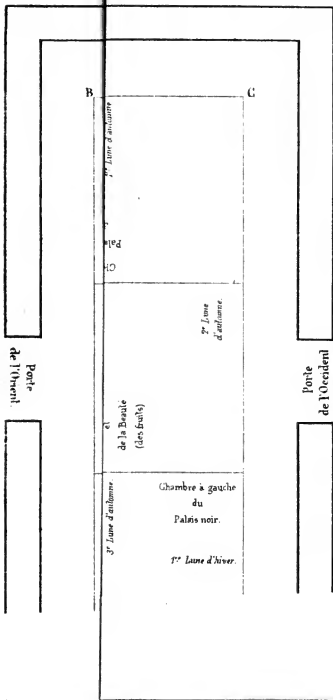 B C
1re Lune d'automne
Pale
Ch
2e Lune
d'automne.
Porte
de l'Orient.
Porte
de l'Occident
et
de la Beauté
(des fruits)
3e Lune d'automne.
Chambre à gauche
du
Palais noir.
1re Lune d'hiver.